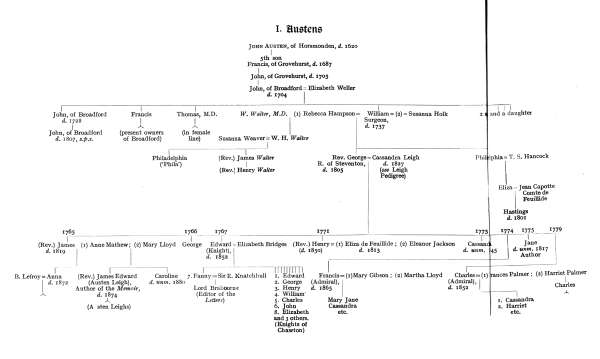 I. Austens
JOHN AUSTEN, of Horsmonden, d. 1620
5th son
Francis, of Grovehurst, d. 1687
John, of Grovehurst, d. 1705
John, of Broadford = Elizabeth Weller
d. 1704
John, of Broadford Francis Thomas, M.D. W. Walter, M.D. (1) Rebecca Hampson = William = (2) Susanna Holk and a daughter
d. 1728 Surgeon,
d. 1737
John, of Broadford (present owners (in female
d. 1807, s.p.s. of Broadford) line)
Susanna Weaver = W. H. Walter
Philadelphia (Rev.) James Walter Rev. George = Cassandra Leigh Philadelphia = T. S. Hancock
('Phila') R. of Steventon, d. 1827
(Rev.) Henry Walter d. 1805 (see Leigh
Pedigree)
Eliza = Jean Capotte
Comte de
Feuillide
Hastings
d. 1801
1765 1766 1767 1771 1773 1774 1775 1779
(Rev.) James = (1) Anne Mathew; (2) Mary Lloyd George Edward = Elizabeth Bridges (Rev.) Henry = (1) Eliza de Feuillide; (2) Eleanor Jackson Cassandra Jane
d. 1819 (Knight), (d. 1850) d. 1813 d. unm. 45 d. unm. 1817
d. 1852 Author
B. Lefroy = Anna (Rev.) James Edward Caroline 7. Fanny = Sir E. Knatchbull 1. Edward Francis = (1) Mary Gibson; (2) Martha Lloyd Charles = (1) Frances Palmer; (2) Harriet Palmer
d. 1872 (Austen Leigh), d. unm. 1880 2. George (Admiral), (Admiral),
Author of the Memoir, Lord Brabourne 3. Henry d. 1865 d. 1852 Charles
d. 1874 (Editor of the 4. William
(Austen Leighs) Letters) 5. Charles Mary Jane 1. Cassandra
6. John Cassandra 2. Harriet
8. Elizabeth etc. etc.
and 3 others.
(Knights of
Chawton)